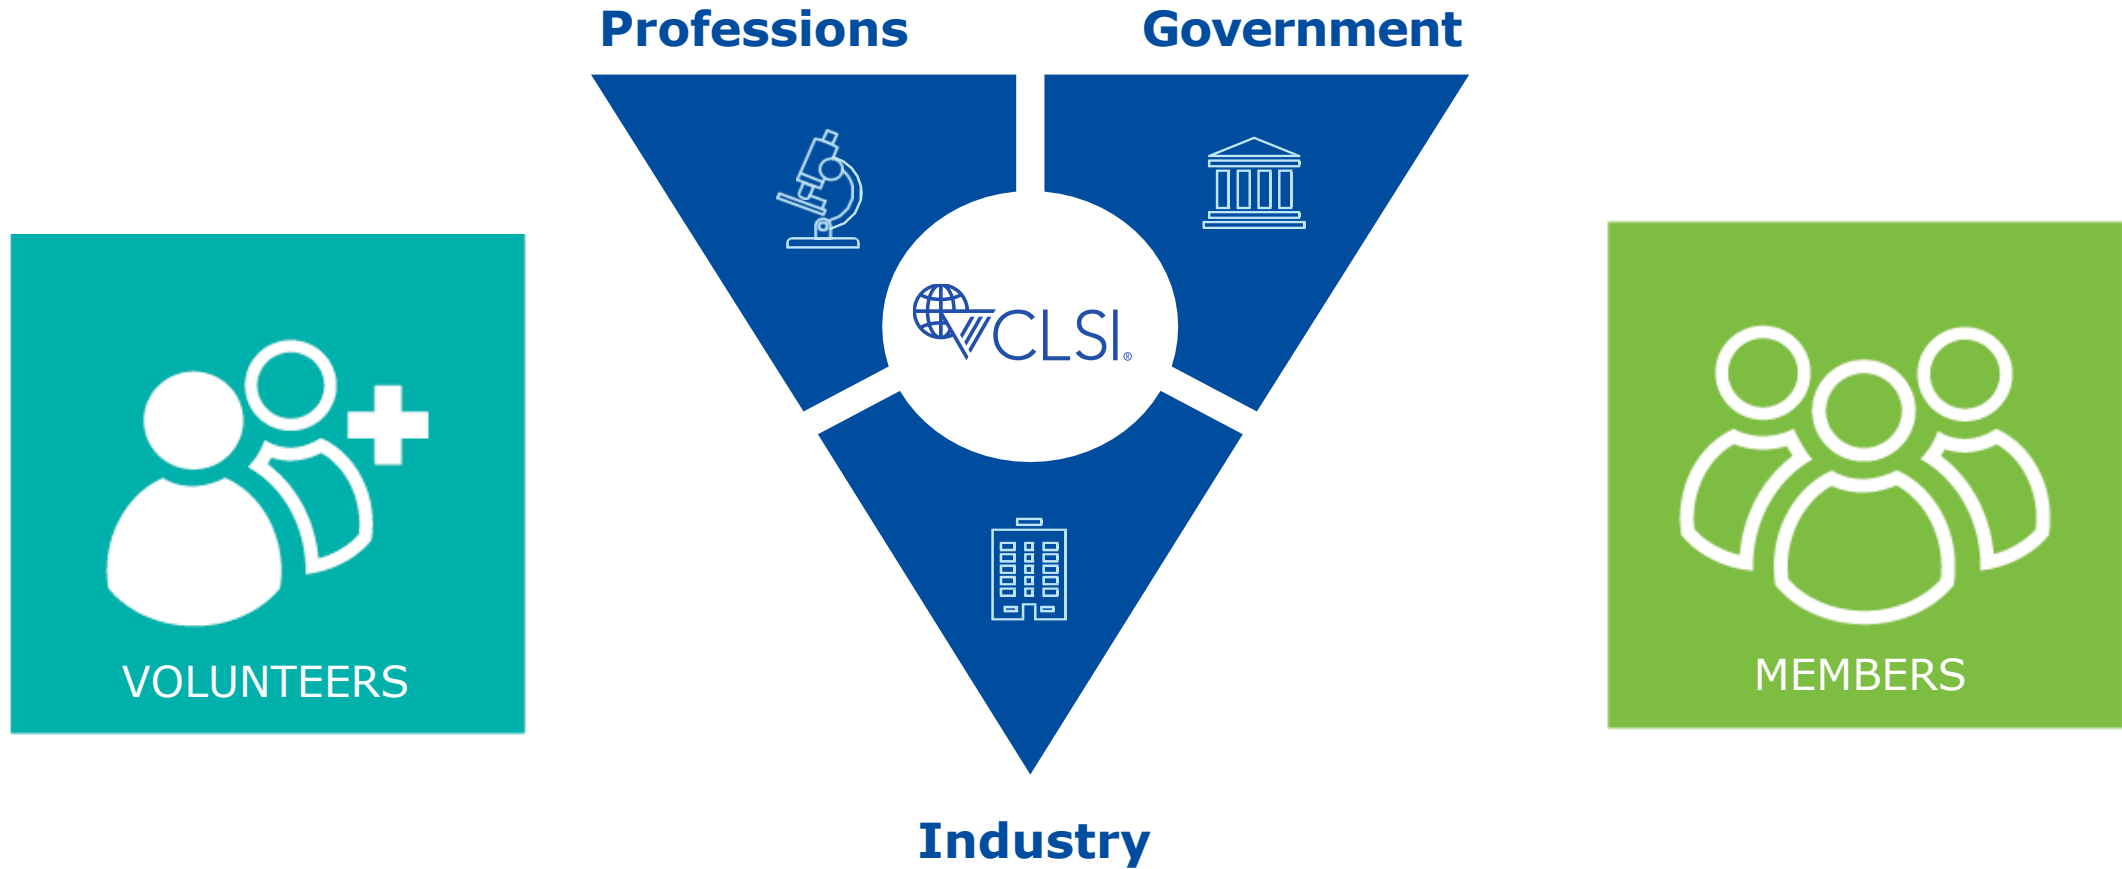 Professions
Government
CLSI®
VOLUNTEERS
MEMBERS
Industry